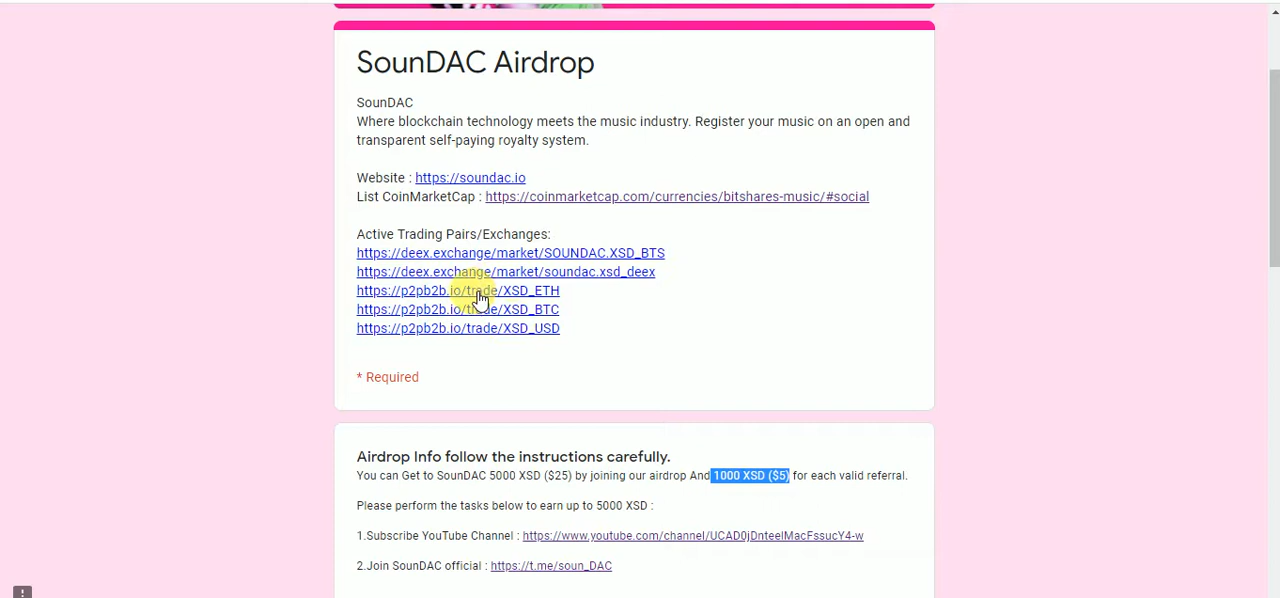 SounDAC Airdrop
SounDAC
Where blockchain technology meets the music industry. Register your music on an open and
transparent self-paying royalty system.
Website : https://soundac.io
List CoinMarketCap : https://coinmarketcap.com/currencies/bitshares-music/#social
Active Trading Pairs/Exchanges:
https://deex.exchange/market/SOUNDAC.XSD_BTS
https://deex.exchange/market/soundac.xsd_deex
https://p2pb2b.io/trade/XSD_ETH
https://p2pb2b.io/trade/XSD_BTC
https://p2pb2b.io/trade/XSD_USD
* Required
Airdrop Info follow the instructions carefully.
You can Get to SounDAC 5000 XSD ($25) by joining our airdrop And 1000 XSD ($5) for each valid referral.
Please perform the tasks below to earn up to 5000 XSD :
1.Subscribe YouTube Channel : https://www.youtube.com/channel/UCAD0jDnteeIMacFssucY4-w
2.Join SounDAC official : https://t.me/soun_DAC